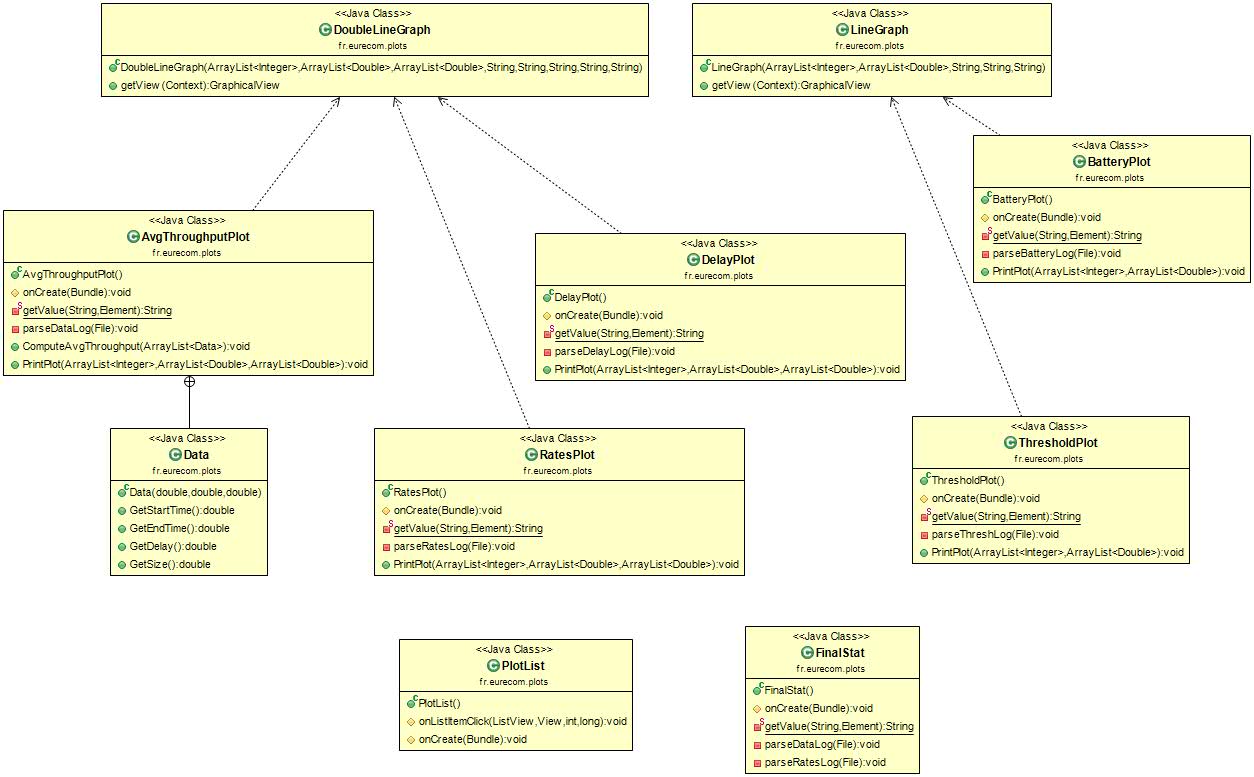 <<Java Class>>
DoubleLineGraph
fr.eurecom.plots
DoubleLineGraph(ArrayList<Integer>,ArrayList<Double>,ArrayList<Double>,String,String,String,String,String)
getView(Context):GraphicalView
<<Java Class>>
LineGraph
fr.eurecom.plots
LineGraph(ArrayList<Integer>,ArrayList<Double>,String,String,String)
getView(Context):GraphicalView
<<Java Class>>
BatteryPlot
fr.eurecom.plots
BatteryPlot()
onCreate(Bundle):void
getValue(String,Element):String
parseBatteryLog(File):void
PrintPlot(ArrayList<Integer>,ArrayList<Double>):void
<<Java Class>>
AvgThroughputPlot
fr.eurecom.plots
AvgThroughputPlot()
onCreate(Bundle):void
getValue(String,Element):String
parseDataLog(File):void
ComputeAvgThroughput(ArrayList<Data>):void
PrintPlot(ArrayList<Integer>,ArrayList<Double>,ArrayList<Double>):void
<<Java Class>>
DelayPlot
fr.eurecom.plots
DelayPlot()
onCreate(Bundle):void
getValue(String,Element):String
parseDelayLog(File):void
PrintPlot(ArrayList<Integer>,ArrayList<Double>,ArrayList<Double>):void
<<Java Class>>
Data
fr.eurecom.plots
Data(double,double,double)
GetStartTime():double
GetEndTime():double
GetDelay():double
GetSize():double
<<Java Class>>
RatesPlot
fr.eurecom.plots
RatesPlot()
onCreate(Bundle):void
getValue(String,Element):String
parseRatesLog(File):void
PrintPlot(ArrayList<Integer>,ArrayList<Double>,ArrayList<Double>):void
<<Java Class>>
ThresholdPlot
fr.eurecom.plots
ThresholdPlot()
onCreate(Bundle):void
getValue(String,Element):String
parseThreshLog(File):void
PrintPlot(ArrayList<Integer>,ArrayList<Double>):void
<<Java Class>>
PlotList
fr.eurecom.plots
PlotList()
onListItemClick(ListView,View,int,long):void
onCreate(Bundle):void
<<Java Class>>
FinalStat
fr.eurecom.plots
FinalStat()
onCreate(Bundle):void
getValue(String,Element):String
parseDataLog(File):void
parseRatesLog(File):void